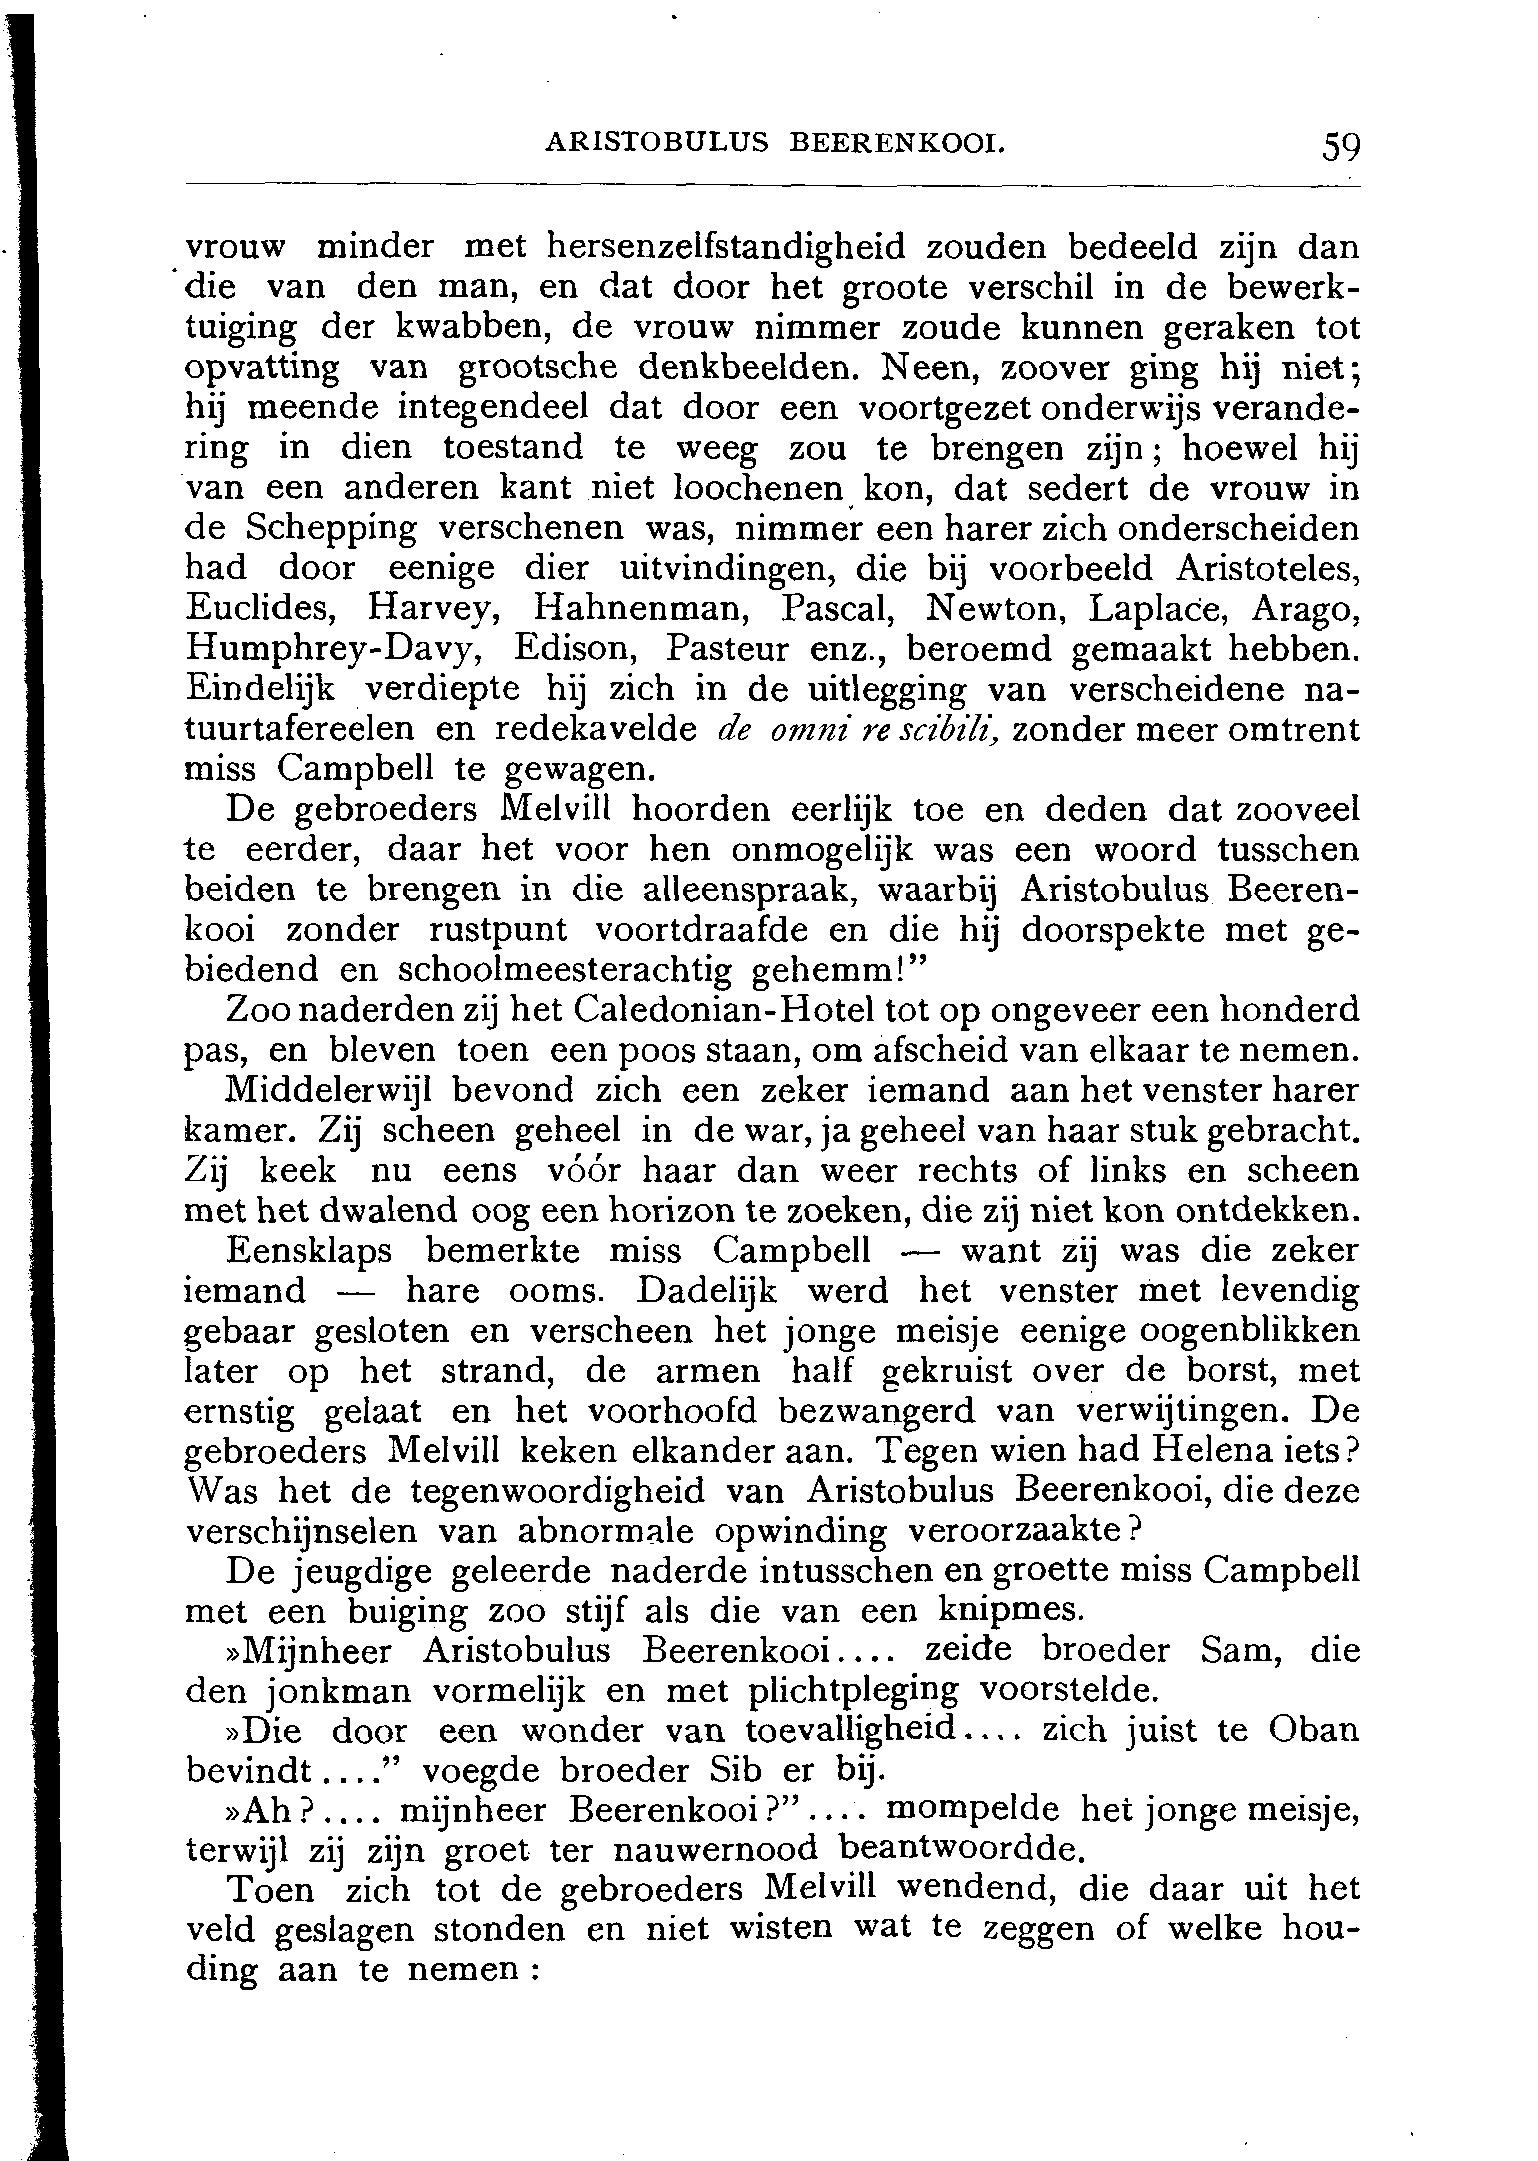 ARISTOBULUS BEERENKOOI. 59
vrouw minder met hersenzelfstandigheid zouden bedeeld zijn dan
die van den man, en dat door het groote verschil in de bewerk-
tuiging der kwabben, de vrouw nimmer zoude kunnen geraken tot
opvatting van grootsche denkbeelden. Neen, zoover ging hij niet;
hij meende integendeel dat door een voortgezet onderwijs verande-
ring in dien toestand te weeg zou te brengen zijn; hoewel hij
van een anderen kant niet loochenen kon, dat sedert de vrouw in
de Schepping verschenen was, nimmer een harer zich onderscheiden
had door eenige dier uitvindingen, die bij voorbeeld Aristoteles,
Euclides, Harvey, Hahnenman, Pascal, Newton, Laplace, Arago,
Humphrey-Davy, Edison, Pasteur enz., beroemd gemaakt hebben.
Eindelijk verdiepte hij zich in de uitlegging van verscheidene na-
tuurtafereelen en redekavelde de omni re scibili, zonder meer omtrent
miss Campbell te gewagen.
De gebroeders Melvill hoorden eerlijk toe en deden dat zooveel
te eerder, daar het voor hen onmogelijk was een woord tusschen
beiden te brengen in die alleenspraak, waarbij Aristobulus Beeren-
kooi zonder rustpunt voortdraafde en die hij doorspekte met ge-
biedend en schoolmeesterachtig gehemm!”
Zoo naderden zij het Caledonian-Hotel tot op ongeveer een honderd
pas, en bleven toen een poos staan, om afscheid van elkaar te nemen.
Middelerwijl bevond zich een zeker iemand aan het venster harer
kamer. Zij scheen geheel in de war, ja geheel van haar stuk gebracht.
Zij keek nu eens vóór haar dan weer rechts of links en scheen
met het dwalend oog een horizon te zoeken, die zij niet kon ontdekken.
Eensklaps bemerkte miss Campbell — want zij was die zeker
iemand — hare ooms. Dadelijk werd het venster met levendig
gebaar gesloten en verscheen het jonge meisje eenige oogenblikken
later op het strand, de armen half gekruist over de borst, met
ernstig gelaat en het voorhoofd bezwangerd van verwijtingen. De
gebroeders Melvill keken elkander aan. Tegen wien had Helena iets?
Was het de tegenwoordigheid van Aristobulus Beerenkooi, die deze
verschijnselen van abnormale opwinding veroorzaakte?
De jeugdige geleerde naderde intusschen en groette miss Campbell
met een buiging zoo stijf als die van een knipmes.
»Mijnheer Aristobulus Beerenkooi.... zeide broeder Sam, die
den jonkman vormelijk en met plichtpleging voorstelde.
»Die door een wonder van toevalligheid.... zich juist te Oban
bevindt....” voegde broeder Sib er bij.
»Ah?.... mijnheer Beerenkooi?”.... mompelde het jonge meisje,
terwijl zij zijn groet ter nauwernood beantwoordde.
Toen zich tot de gebroeders Melvill wendend, die daar uit het
veld geslagen stonden en niet wisten wat te zeggen of welke hou-
ding aan te nemen: